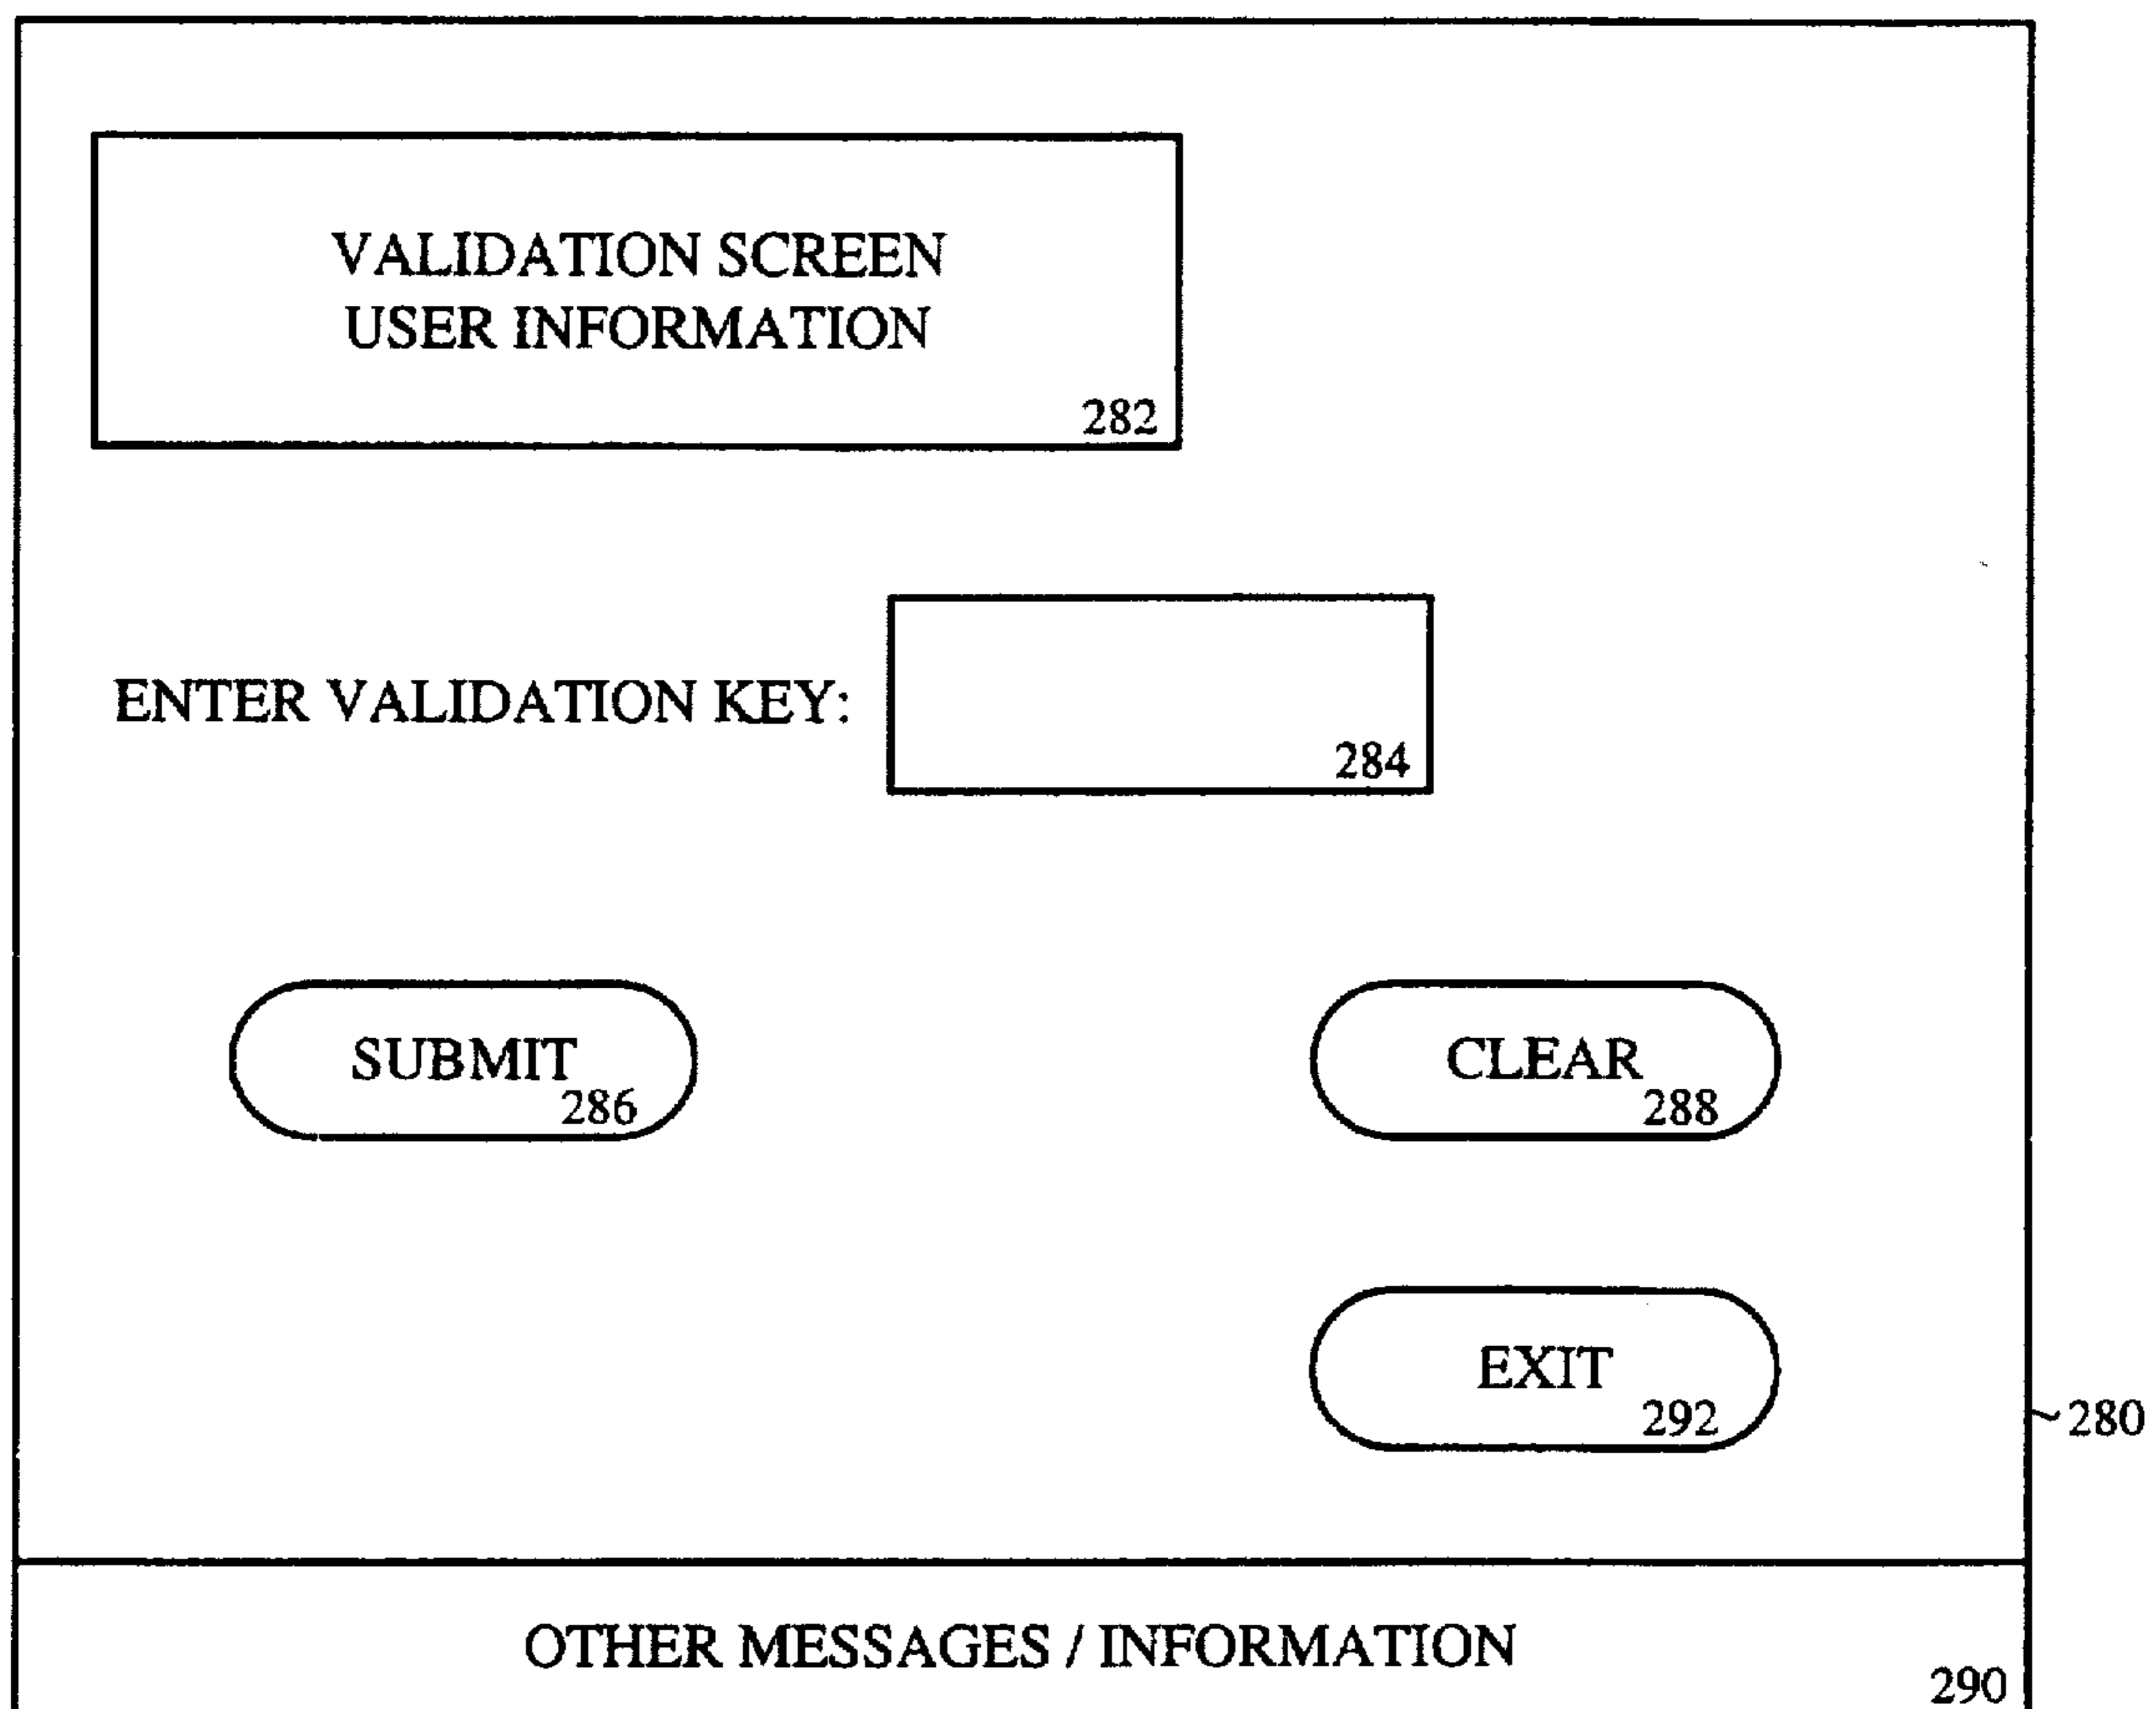 VALIDATION SCREEN
USER INFORMATION
282
ENTER VALIDATION KEY:
284
SUBMIT
286
CLEAR
288
EXIT
292
280
OTHER MESSAGES / INFORMATION
290